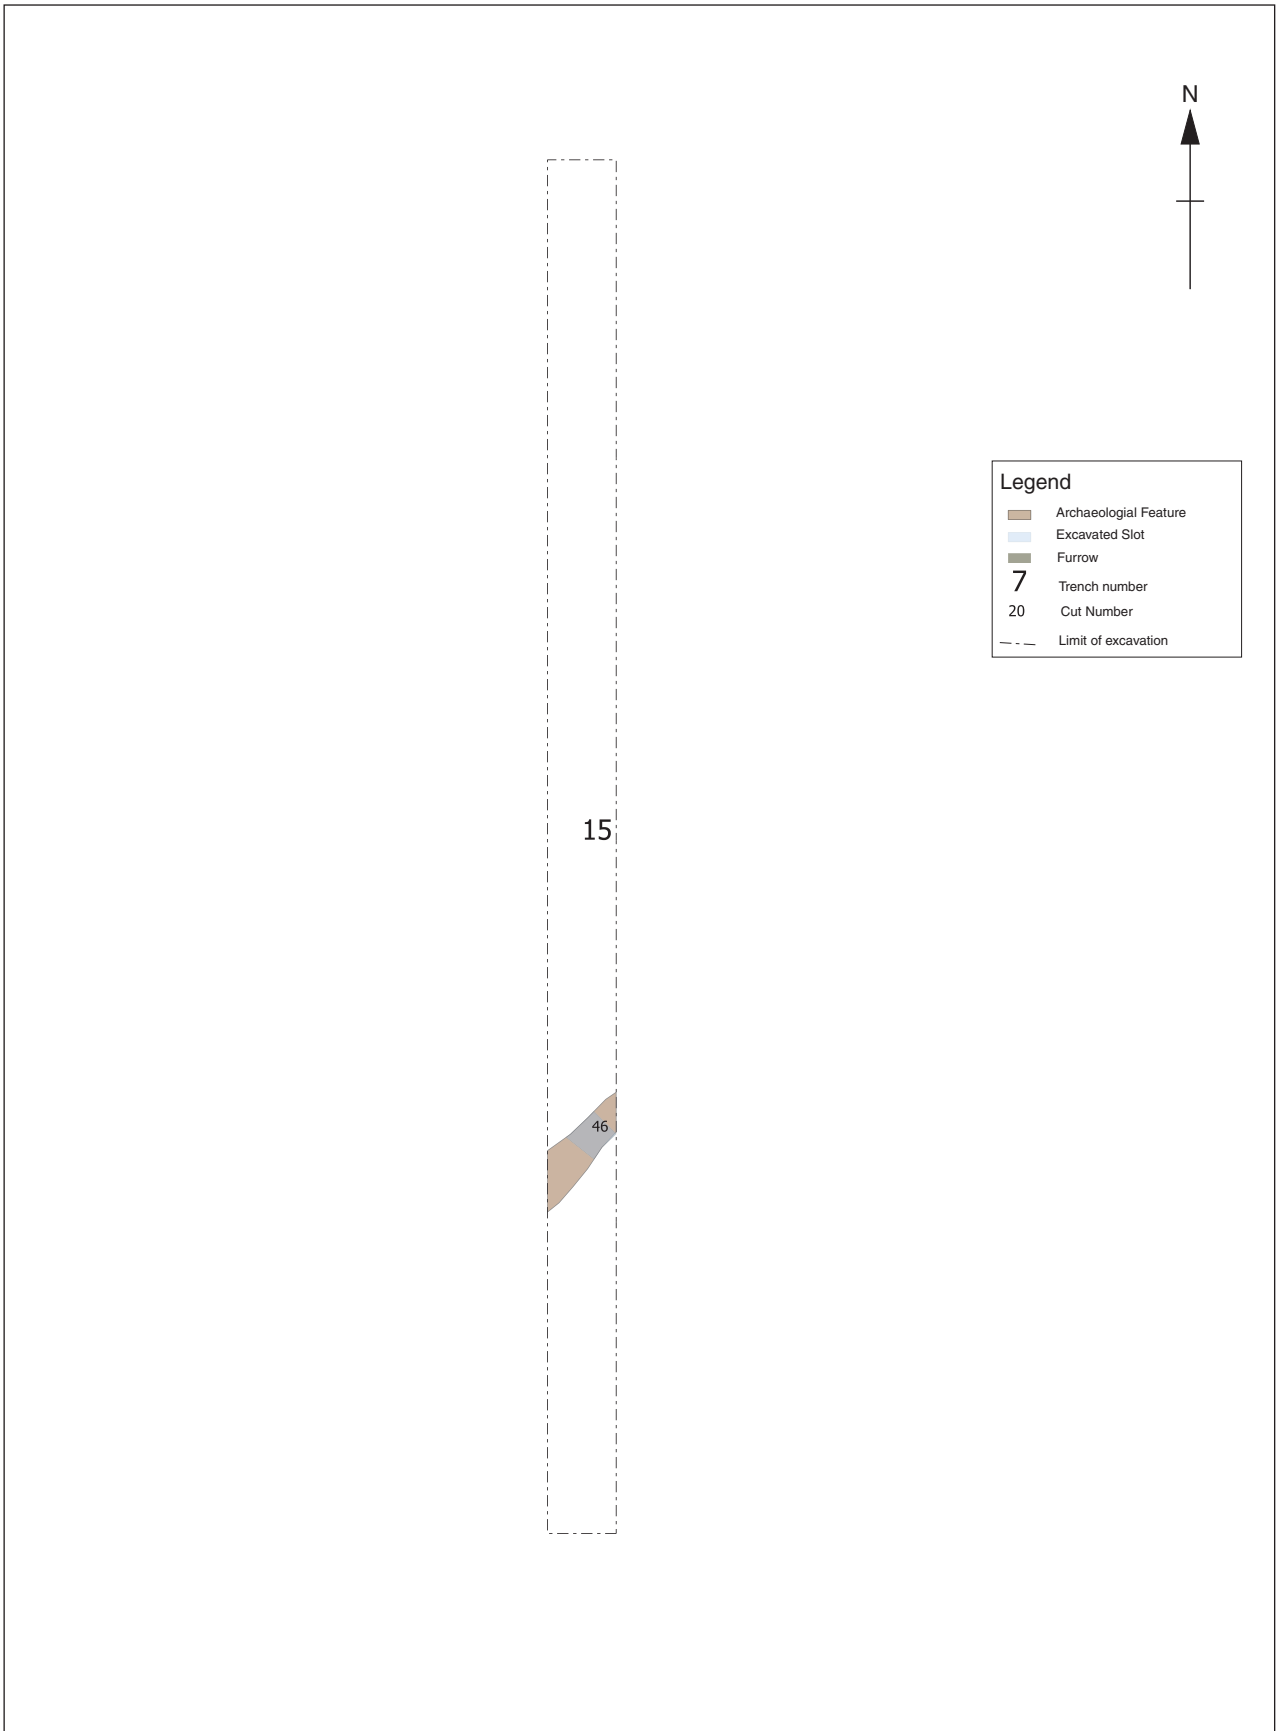 N
Legend
Archaeologial Feature
Excavated Slot
Furrow
7 Trench number
20 Cut Number
Limit of excavation
15
46